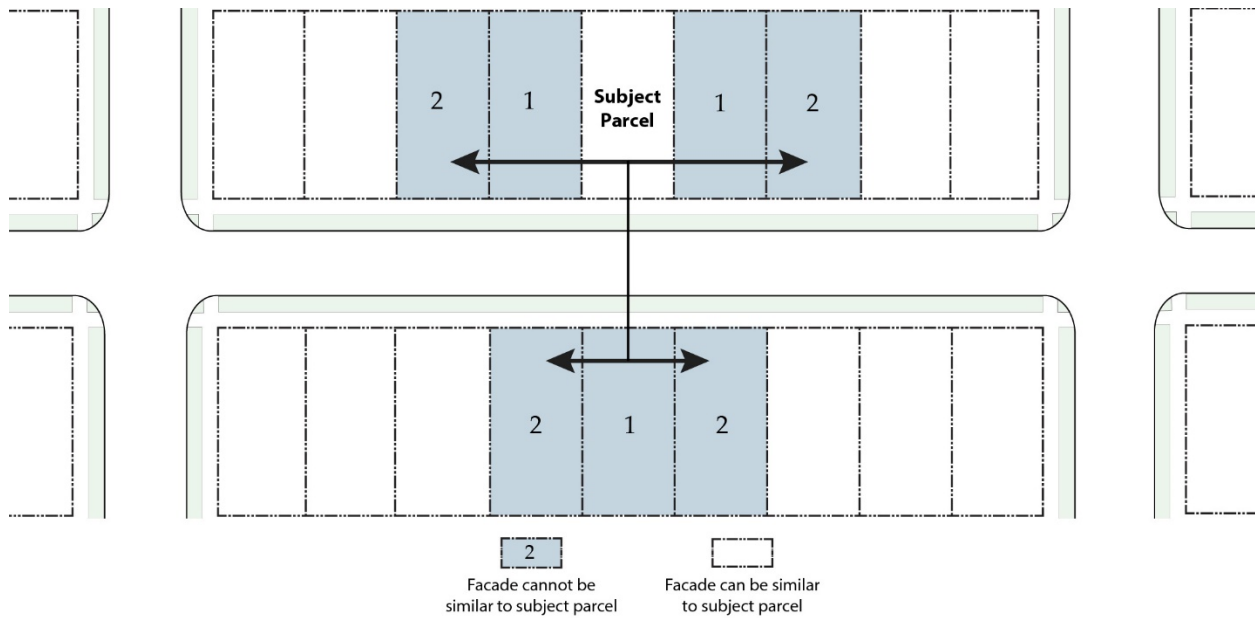 2
1
Subject
Parcel
1
2
2
1
2
2
Facade cannot be
similar to subject parcel
Facade can be similar
to subject parcel